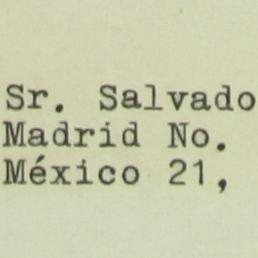 Sr. Salvado
Madrid No.
México 21,